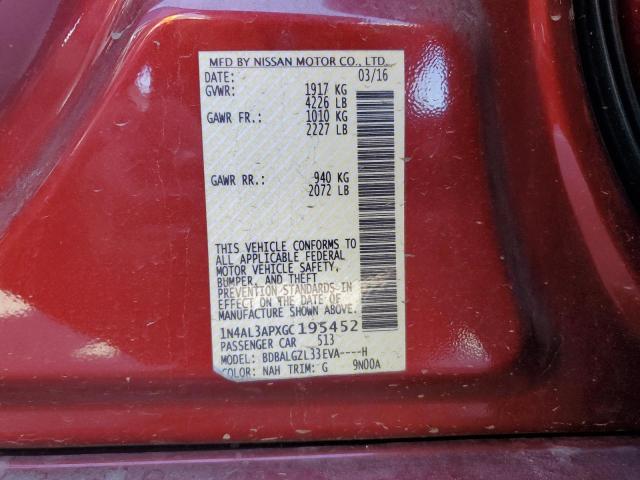 MFD BY NISSAN MOTOR CO., LTD.
DATE: 03/16
GVWR: 1917 KG
4226 LB
GAWR FR.: 1010 KG
2227 LB
GAWR RR.: 940 KG
2072 LB
THIS VEHICLE CONFORMS TO
ALL APPLICABLE FEDERAL
MOTOR VEHICLE SAFETY,
BUMPER, AND THEFT
PREVENTION STANDARDS IN
EFFECT ON THE DATE OF
MANUFACTURE SHOWN ABOVE.
1N4AL3APXGC195452
PASSENGER CAR 513
MODEL: BDBALGZL33EVA----H
COLOR: NAH TRIM: G 9N00A